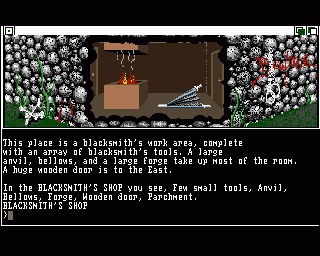 This place is a blacksmith's work area, complete
with an array of blacksmith's tools. A large
anvil, bellows, and a large forge take up most of the room.
A huge wooden door is to the East.
In the BLACKSMITH'S SHOP you see, Few small tools, Anvil,
Bellows, Forge, Wooden door, Parchment.
BLACKSMITH'S SHOP
>